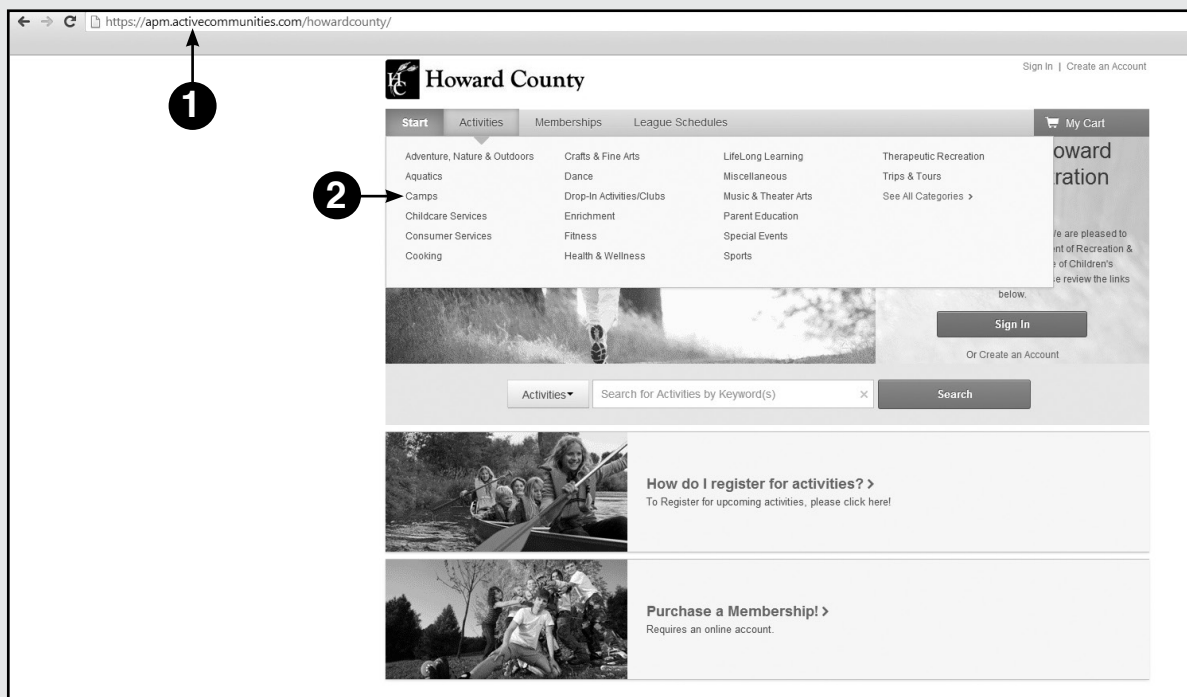 https://apm.activecommunities.com/howardcounty/
1
HC Howard County
Sign In | Create an Account
Start Activities Memberships League Schedules My Cart
Adventure, Nature & Outdoors Crafts & Fine Arts LifeLong Learning Therapeutic Recreation
Aquatics Dance Miscellaneous Trips & Tours
2 Camps Drop-In Activities/Clubs Music & Theater Arts See All Categories >
Childcare Services Enrichment Parent Education
Consumer Services Fitness Special Events
Cooking Health & Wellness Sports
oward
ration
e are pleased to
nt of Recreation &
of Children's
se review the links
below.
Sign In
Or Create an Account
Activities Search for Activities by Keyword(s) × Search
How do I register for activities? >
To Register for upcoming activities, please click here!
Purchase a Membership! >
Requires an online account.